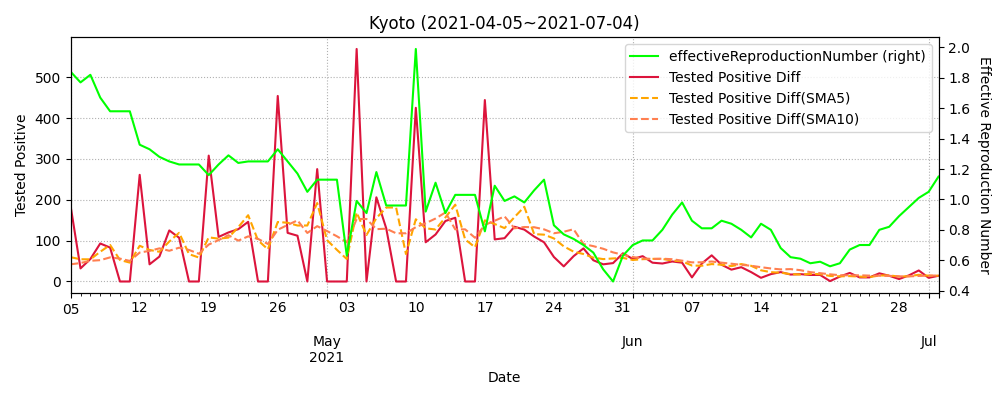 Kyoto (2021-04-05~2021-07-04)
effectiveReproductionNumber (right)
Tested Positive Diff
Tested Positive Diff(SMA5)
Tested Positive Diff(SMA10)
Tested Positive
500
400
300
200
100
0
2.0
1.8
1.6
1.4
1.2
1.0
0.8
0.6
0.4
Effective Reproduction Number
05 12 19 26 03 10 17 24 31 07 14 21 28
May Jun Jul
2021
Date